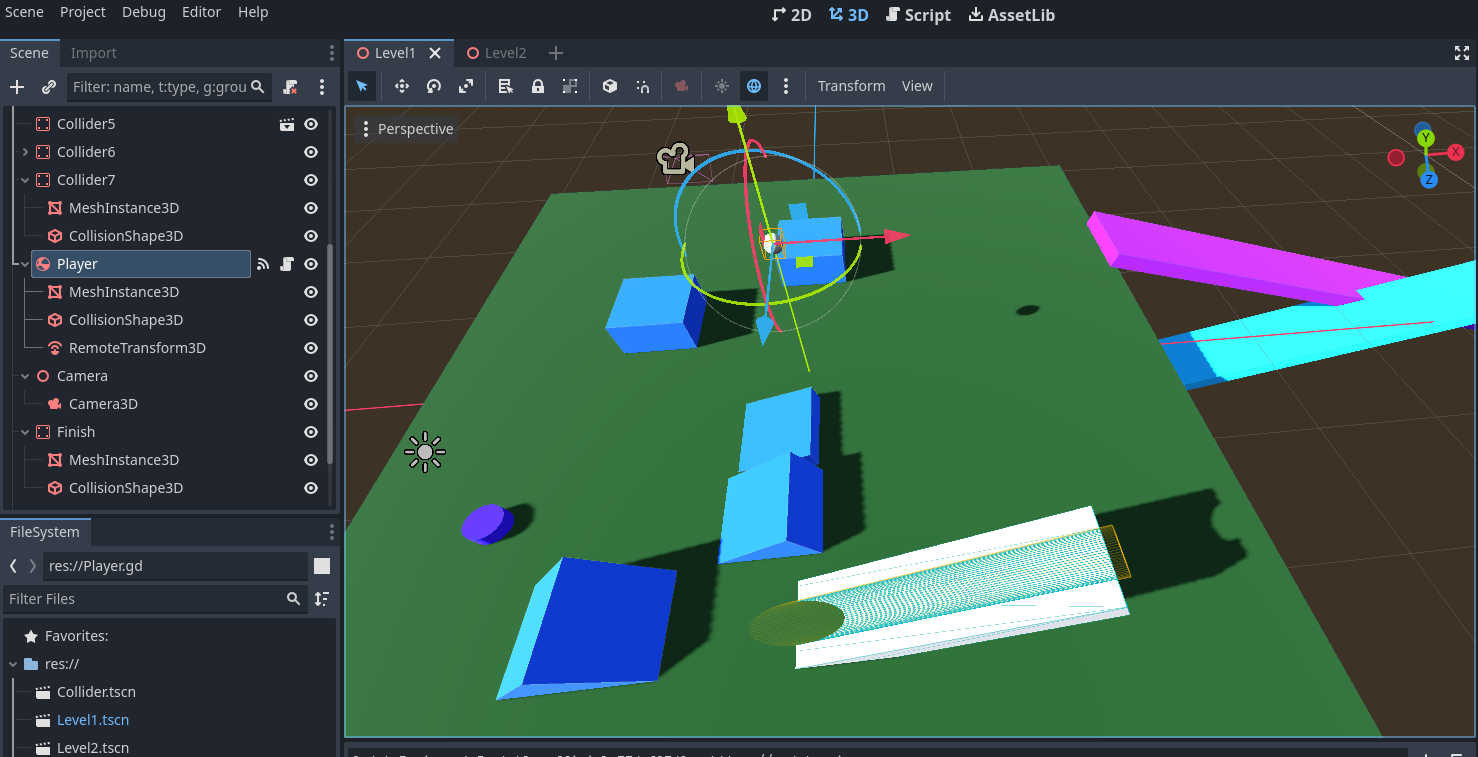 Scene Project Debug Editor Help
2D 3D Script AssetLib
Scene Import
Filter: name, t:type, g:grou
Collider5
Collider6
Collider7
MeshInstance3D
CollisionShape3D
Player
MeshInstance3D
CollisionShape3D
RemoteTransform3D
Camera
Camera3D
Finish
MeshInstance3D
CollisionShape3D
FileSystem
res://Player.gd
Filter Files
Favorites:
res://
Collider.tscn
Level1.tscn
Level2.tscn
Level1 Level2
Transform View
Perspective
Y
X
Z